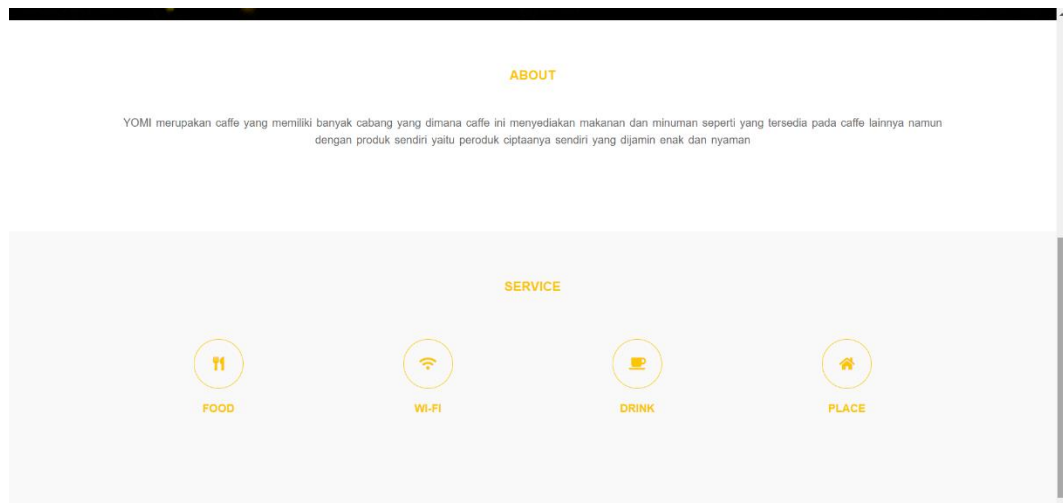 ABOUT
YOMI merupakan caffe yang memiliki banyak cabang yang dimana caffe ini menyediakan makanan dan minuman seperti yang tersedia pada caffe lainnya namun
dengan produk sendiri yaitu peroduk ciptaanya sendiri yang dijamin enak dan nyaman
SERVICE
FOOD
WI-FI
DRINK
PLACE